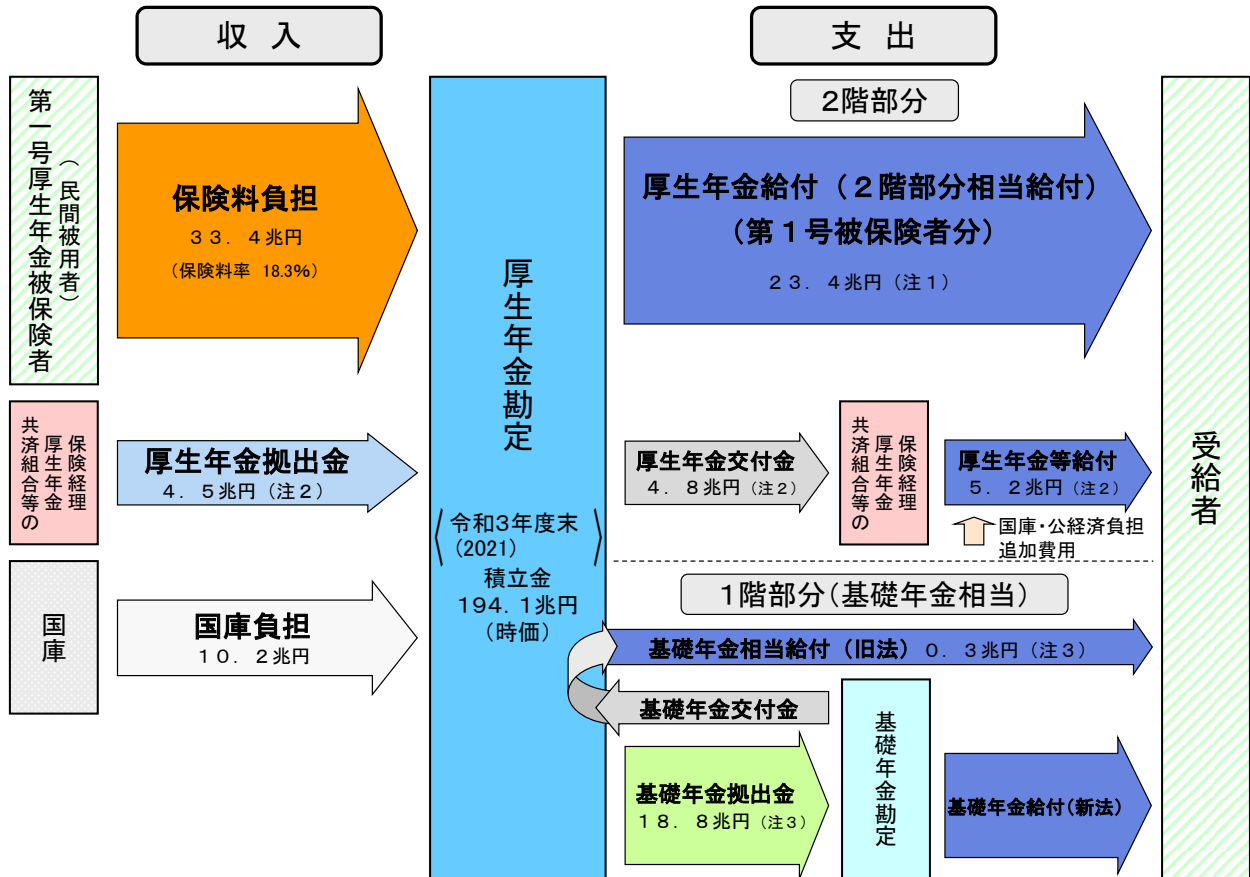 収 入
支 出
第一号厚生年金被保険者
（民間被用者）
保険料負担
３３．４兆円
（保険料率 18.3%）
共済組合等の
厚生年金
保険経理
厚生年金拠出金
４．５兆円（注２）
国庫
国庫負担
１０．２兆円
厚生年金勘定
令和3年度末
(2021)
積立金
194.1兆円
（時価）
２階部分
厚生年金給付（２階部分相当給付）
（第１号被保険者分）
２３．４兆円（注１）
厚生年金交付金
４．８兆円（注２）
共済組合等の
厚生年金
保険経理
厚生年金等給付
５．２兆円（注２）
国庫・公経済負担
追加費用
１階部分（基礎年金相当）
基礎年金相当給付（旧法）０．３兆円（注３）
基礎年金交付金
基礎年金拠出金
１８．８兆円（注３）
基礎年金勘定
基礎年金給付(新法)
受給者